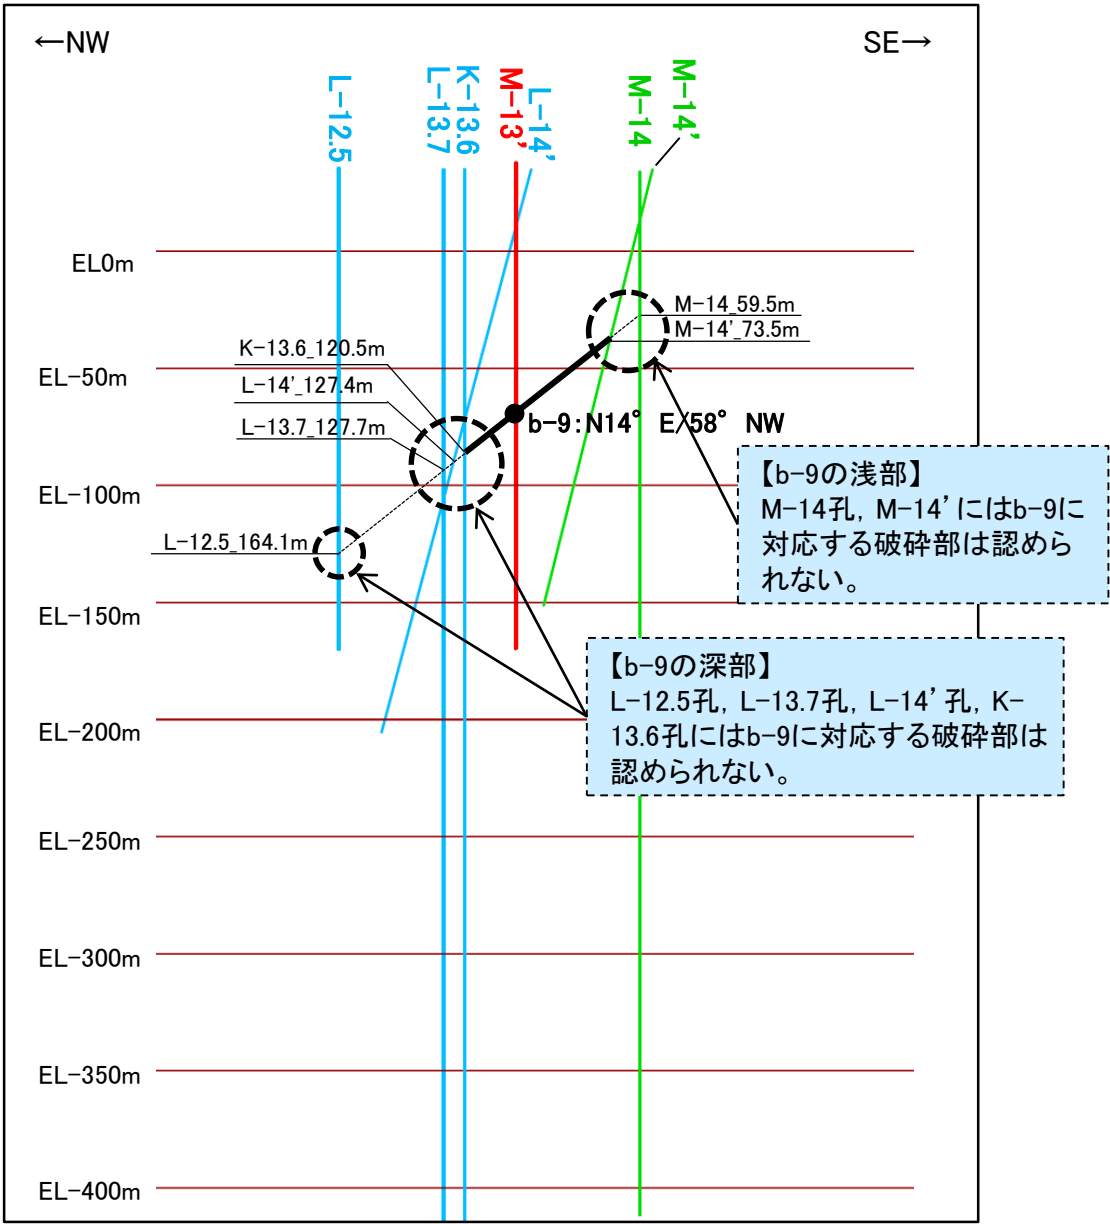 ←NW
SE→
L-12.5
L-13.7
K-13.6
M-13'
L-14'
M-14
M-14'
EL0m
M-14_59.5m
M-14'_73.5m
K-13.6_120.5m
EL-50m
L-14'_127.4m
L-13.7_127.7m
b-9:N14° E/58° NW
【b-9の浅部】
M-14孔, M-14’にはb-9に
対応する破砕部は認めら
れない。
EL-100m
L-12.5_164.1m
EL-150m
【b-9の深部】
L-12.5孔, L-13.7孔, L-14’孔, K-
13.6孔にはb-9に対応する破砕部は
認められない。
EL-200m
EL-250m
EL-300m
EL-350m
EL-400m